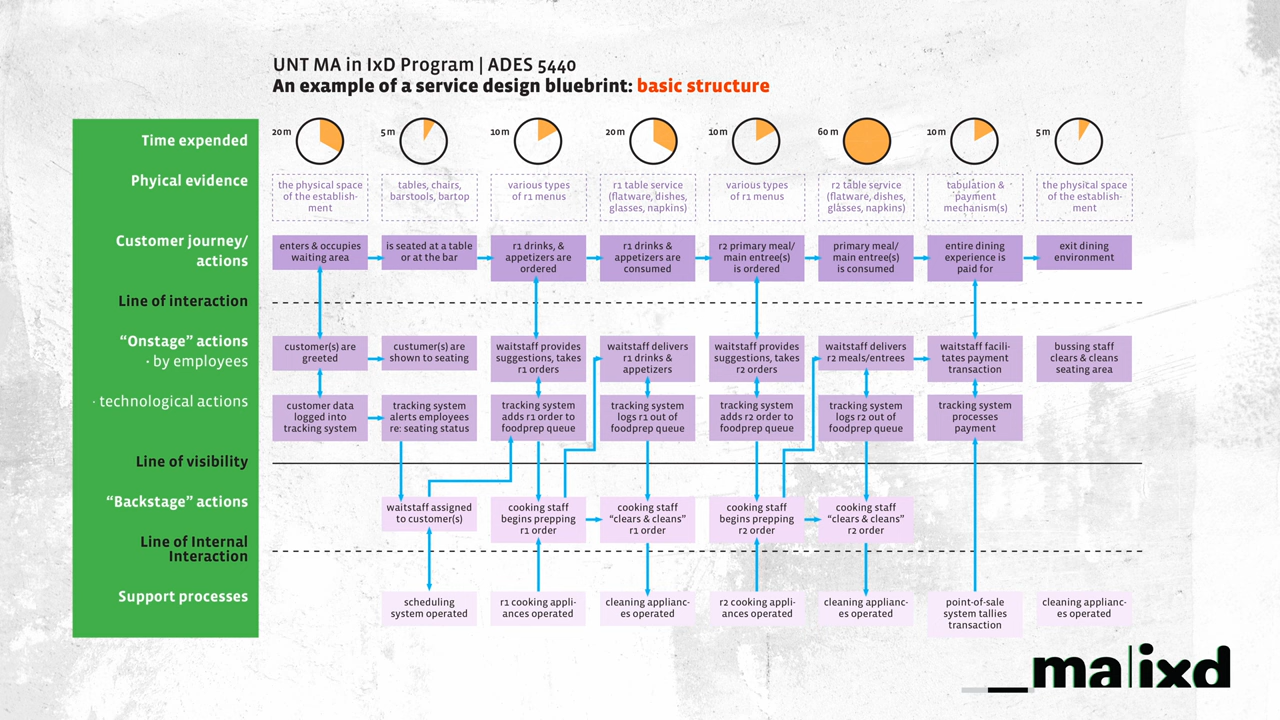 UNT MA in IxD Program | ADES 5440
An example of a service design bluebrint: basic structure
Time expended
20 m
5 m
10 m
20 m
10 m
60 m
10 m
5 m
Phyical evidence
the physical space
of the establish-
ment
tables, chairs,
barstools, bartop
various types
of r1 menus
r1 table service
(flatware, dishes,
glasses, napkins)
various types
of r1 menus
r2 table service
(flatware, dishes,
glasses, napkins)
tabulation &
payment
mechanism(s)
the physical space
of the establish-
ment
Customer journey/
actions
enters & occupies
waiting area
is seated at a table
or at the bar
r1 drinks, &
appetizers are
ordered
r1 drinks &
appetizers are
consumed
r2 primary meal/
main entree(s)
is ordered
primary meal/
main entree(s)
is consumed
entire dining
experience is
paid for
exit dining
environment
Line of interaction
“Onstage” actions
· by employees
customer(s) are
greeted
custumer(s) are
shown to seating
waitstaff provides
suggestions, takes
r1 orders
waitstaff delivers
r1 drinks &
appetizers
waitstaff provides
suggestions, takes
r2 orders
waitstaff delivers
r2 meals/entrees
waitstaff facili-
tates payment
transaction
bussing staff
clears & cleans
seating area
· technological actions
customer data
logged into
tracking system
tracking system
alerts employees
re: seating status
tracking system
adds r1 order to
foodprep queue
tracking system
logs r1 out of
foodprep queue
tracking system
adds r2 order to
foodprep queue
tracking system
logs r2 out of
foodprep queue
tracking system
processes
payment
Line of visibility
“Backstage” actions
waitstaff assigned
to customer(s)
cooking staff
begins prepping
r1 order
cooking staff
“clears & cleans”
r1 order
cooking staff
begins prepping
r2 order
cooking staff
“clears & cleans”
r2 order
Line of Internal
Interaction
Support processes
scheduling
system operated
r1 cooking appli-
ances operated
cleaning applianc-
es operated
r2 cooking appli-
ances operated
cleaning applianc-
es operated
point-of-sale
system tallies
transaction
cleaning applianc-
es operated
__ma|ixd